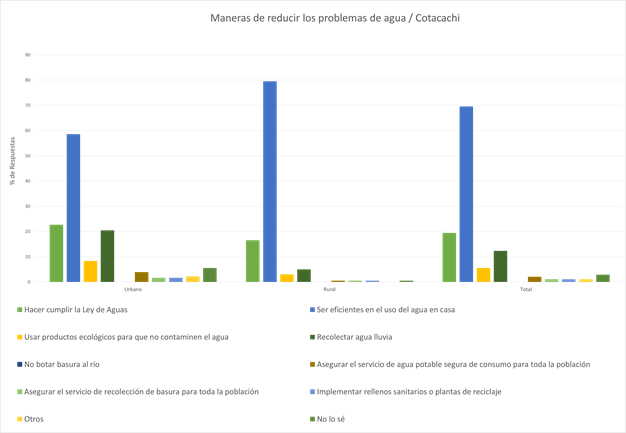 Maneras de reducir los problemas de agua / Cotacachi
% de Respuestas
90
80
70
60
50
40
30
20
10
0
Urbano Rural Total
Hacer cumplir la Ley de Aguas
Ser eficientes en el uso del agua en casa
Usar productos ecológicos para que no contaminen el agua
Recolectar agua lluvia
No botar basura al río
Asegurar el servicio de agua potable segura de consumo para toda la población
Asegurar el servicio de recolección de basura para toda la población
Implementar rellenos sanitarios o plantas de reciclaje
Otros
No lo sé